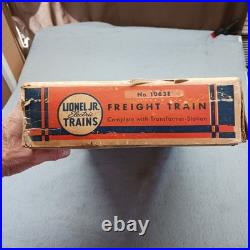 LIONEL JR.
Electric
TRAINS
No. 1063E
FREIGHT TRAIN
Complete with Transformer-Station